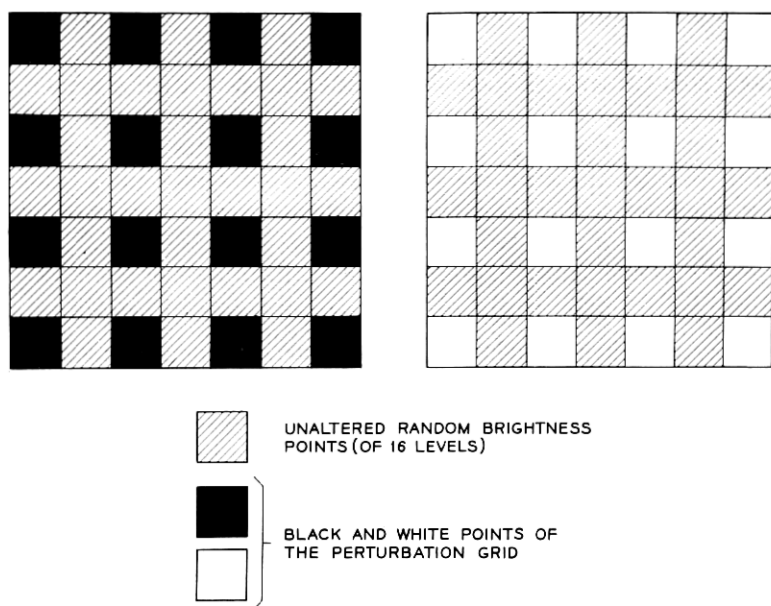 UNALTERED RANDOM BRIGHTNESS
POINTS (OF 16 LEVELS)
BLACK AND WHITE POINTS OF
THE PERTURBATION GRID